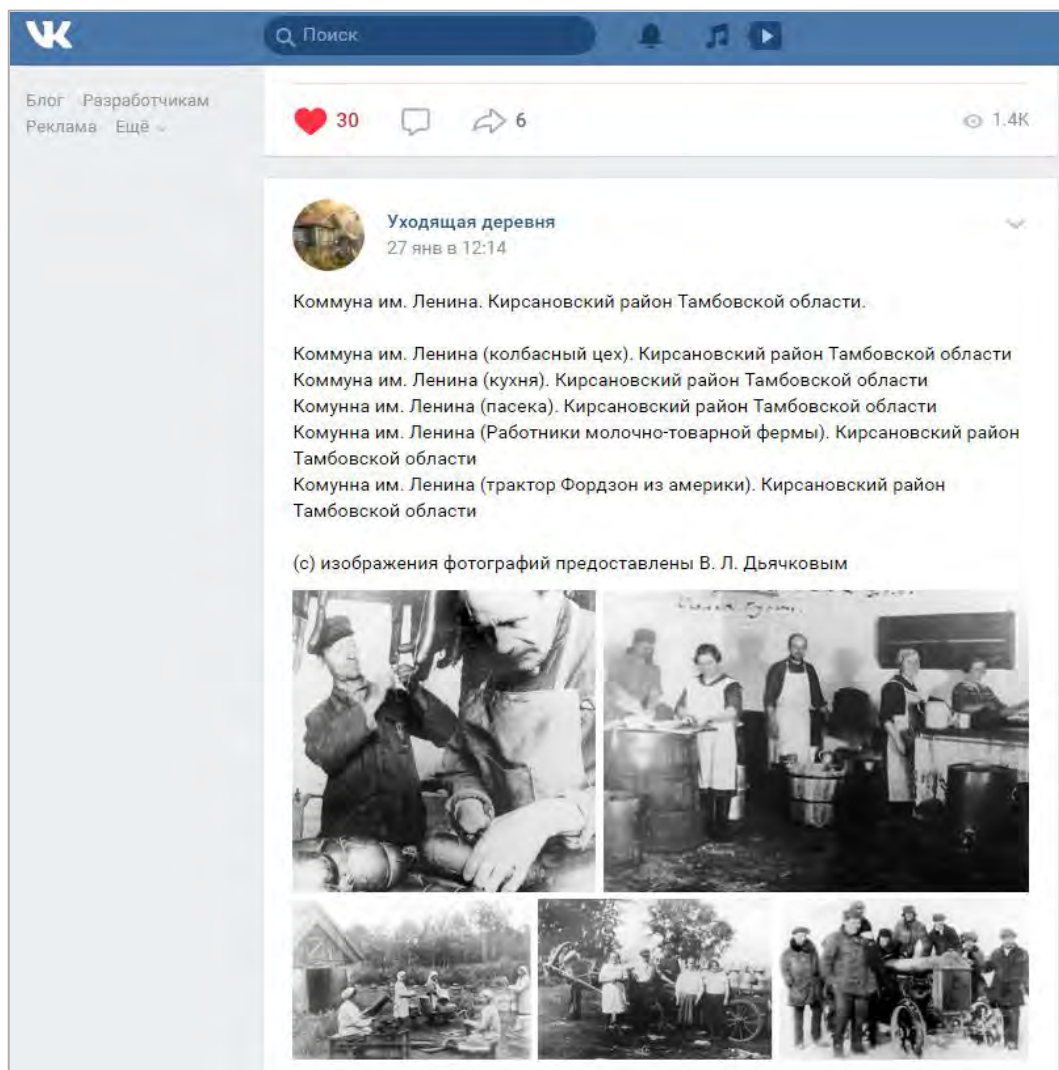 Поиск
Блог Разработчикам
Реклама Ещё
30
6
1.4K
Уходящая деревня
27 янв в 12:14
Коммуна им. Ленина. Кирсановский район Тамбовской области.
Коммуна им. Ленина (колбасный цех). Кирсановский район Тамбовской области
Коммуна им. Ленина (кухня). Кирсановский район Тамбовской области
Комунна им. Ленина (пасека). Кирсановский район Тамбовской области
Комунна им. Ленина (Работники молочно-товарной фермы). Кирсановский район
Тамбовской области
Комунна им. Ленина (трактор Фордзон из америки). Кирсановский район
Тамбовской области
(с) изображения фотографий предоставлены В. Л. Дьячковым